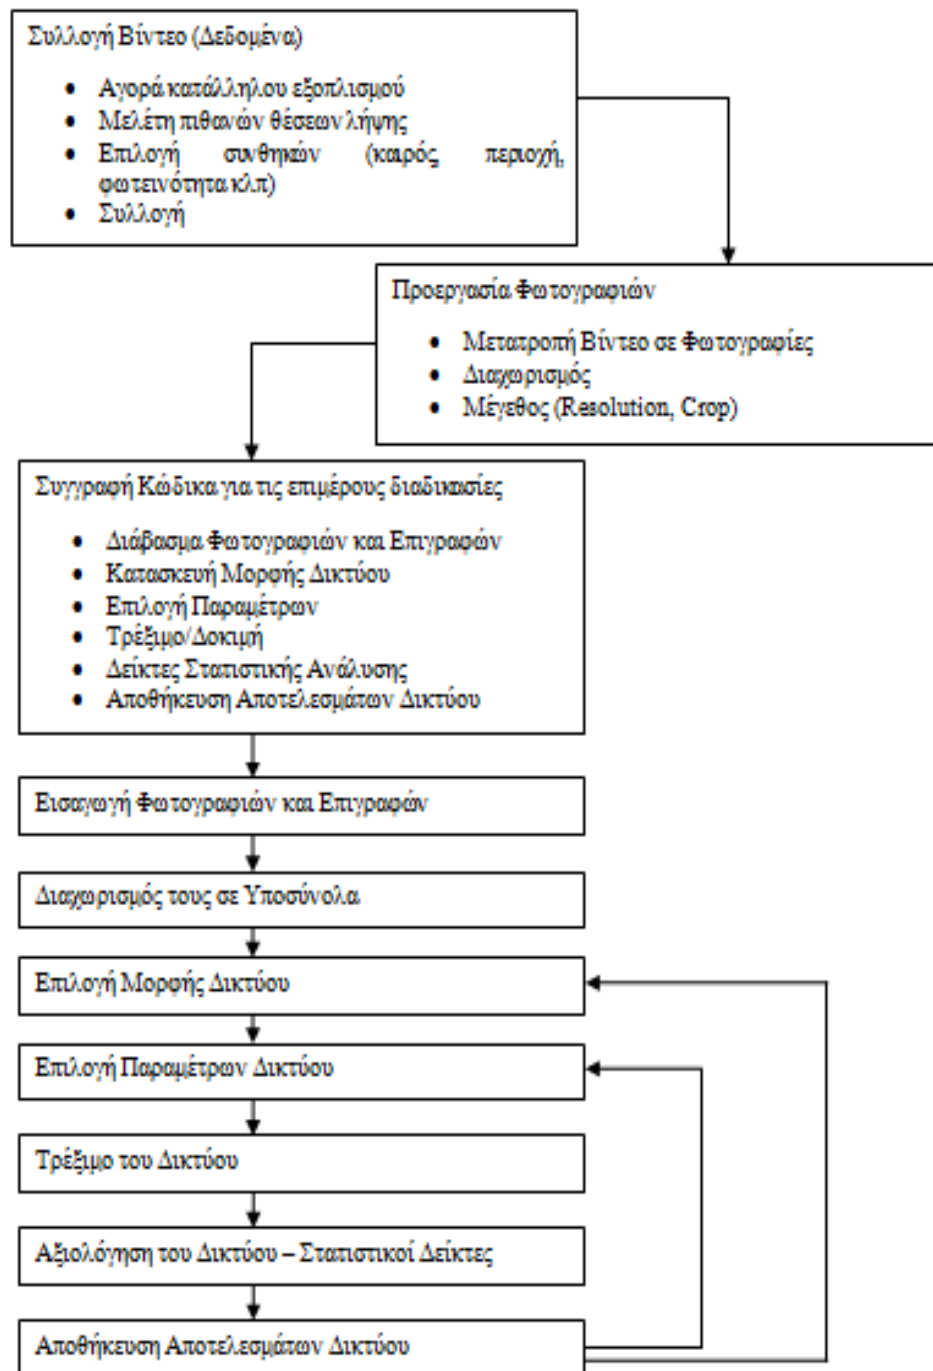 Συλλογή Βίντεο (Δεδομένα)
• Αγορά κατάλληλου εξοπλισμού
• Μελέτη πιθανών θέσεων λήψης
• Επιλογή συνθηκών (καιρός, περιοχή,
φωτεινότητα κλπ)
• Συλλογή
Προεργασία Φωτογραφιών
• Μετατροπή Βίντεο σε Φωτογραφίες
• Διαχωρισμός
• Μέγεθος (Resolution, Crop)
Συγγραφή Κώδικα για τις επιμέρους διαδικασίες
• Διάβασμα Φωτογραφιών και Επιγραφών
• Κατασκευή Μορφής Δικτύου
• Επιλογή Παραμέτρων
• Τρέξιμο/Δοκιμή
• Δείκτες Στατιστικής Ανάλυσης
• Αποθήκευση Αποτελεσμάτων Δικτύου
Εισαγωγή Φωτογραφιών και Επιγραφών
Διαχωρισμός τους σε Υποσύνολα
Επιλογή Μορφής Δικτύου
Επιλογή Παραμέτρων Δικτύου
Τρέξιμο του Δικτύου
Αξιολόγηση του Δικτύου – Στατιστικοί Δείκτες
Αποθήκευση Αποτελεσμάτων Δικτύου